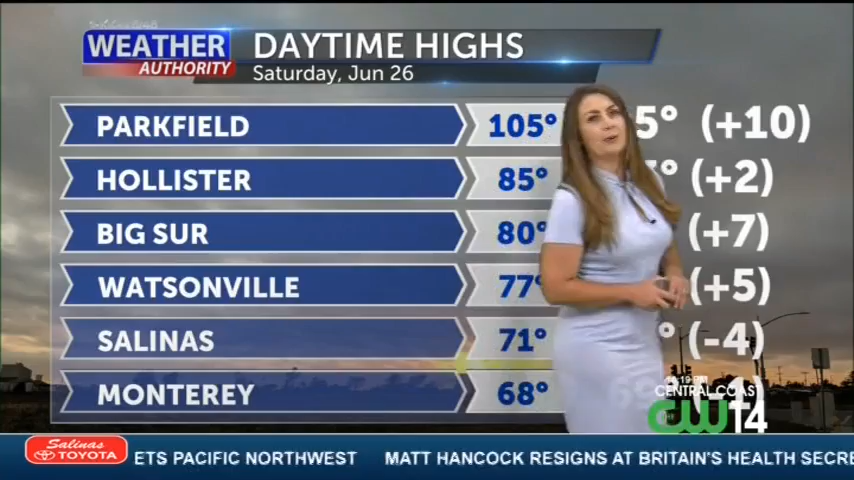 WEATHER
AUTHORITY
DAYTIME HIGHS
Saturday, Jun 26
PARKFIELD 105° 5° (+10)
HOLLISTER 85° ° (+2)
BIG SUR 80° (+7)
WATSONVILLE 77° (+5)
SALINAS 71° ° (-4)
MONTEREY 68°
CENTRAL COAST
THE CW 14
Salinas
TOYOTA
ETS PACIFIC NORTHWEST MATT HANCOCK RESIGNS AT BRITAIN'S HEALTH SECRE